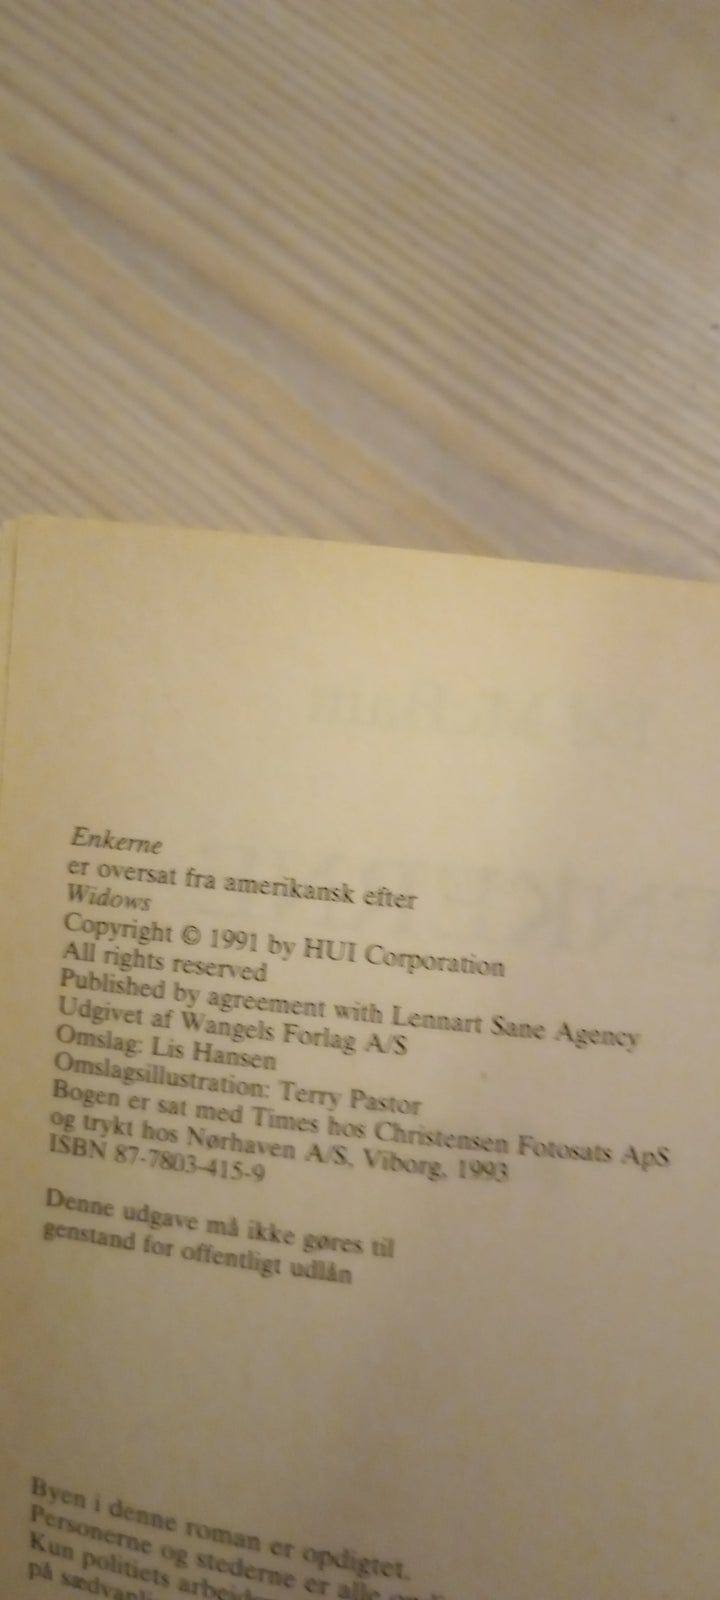 Enkerne
er oversat fra amerikansk efter
Widows
Copyright © 1991 by HUI Corporation
All rights reserved
Published by agreement with Lennart Sane Agency
Udgivet af Wangels Forlag A/S
Omslag: Lis Hansen
Omslagsillustration: Terry Pastor
Bogen er sat med Times hos Christensen Fotosats ApS
og trykt hos Nørhaven A/S, Viborg, 1993
ISBN 87-7803-415-9
Denne udgave må ikke gøres til
genstand for offentligt udlån
Byen i denne roman er opdigtet.
Personerne og stederne er alle
Kun politiets
på